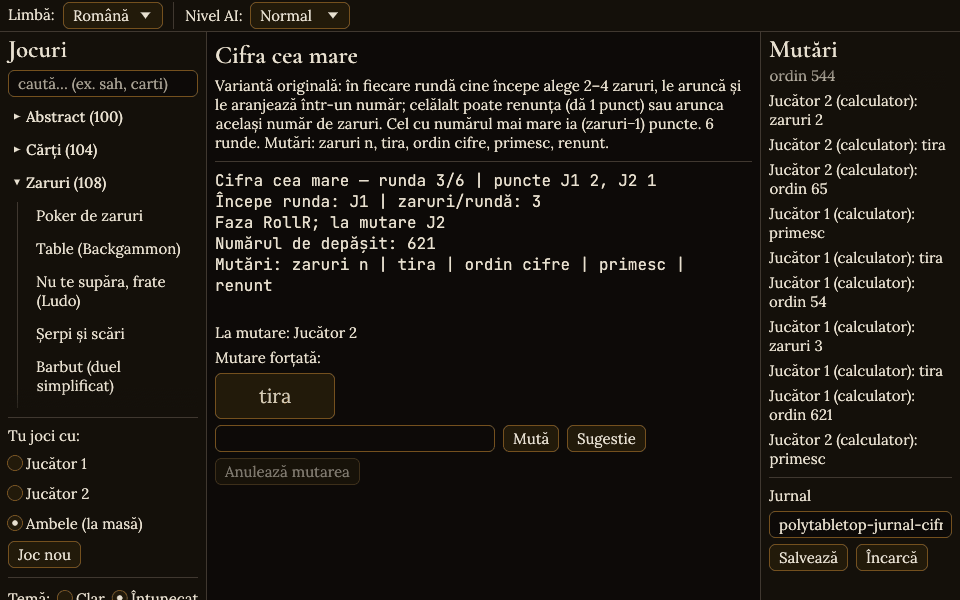 Limbă: Română ▼ Nivel AI: Normal ▼
Jocuri
caută... (ex. sah, carti)
▸ Abstract (100)
▸ Cărți (104)
▾ Zaruri (108)
Poker de zaruri
Table (Backgammon)
Nu te supăra, frate
(Ludo)
Șerpi și scări
Barbut (duel
simplificat)
Tu joci cu:
Jucător 1
Jucător 2
Ambele (la masă)
Joc nou
Temă: Clar Întunecat
Cifra cea mare
Variantă originală: în fiecare rundă cine începe alege 2–4 zaruri, le aruncă și
le aranjează într-un număr; celălalt poate renunța (dă 1 punct) sau arunca
același număr de zaruri. Cel cu numărul mai mare ia (zaruri−1) puncte. 6
runde. Mutări: zaruri n, tira, ordin cifre, primesc, renunt.
Cifra cea mare — runda 3/6 | puncte J1 2, J2 1
Începe runda: J1 | zaruri/rundă: 3
Faza RollR; la mutare J2
Numărul de depășit: 621
Mutări: zaruri n | tira | ordin cifre | primesc |
renunt
La mutare: Jucător 2
Mutare forțată:
tira
Mută Sugestie
Anulează mutarea
Mutări
ordin 544
Jucător 2 (calculator):
zaruri 2
Jucător 2 (calculator): tira
Jucător 2 (calculator):
ordin 65
Jucător 1 (calculator):
primesc
Jucător 1 (calculator): tira
Jucător 1 (calculator):
ordin 54
Jucător 1 (calculator):
zaruri 3
Jucător 1 (calculator): tira
Jucător 1 (calculator):
ordin 621
Jucător 2 (calculator):
primesc
Jurnal
polytabletop-jurnal-cifr
Salvează Încarcă